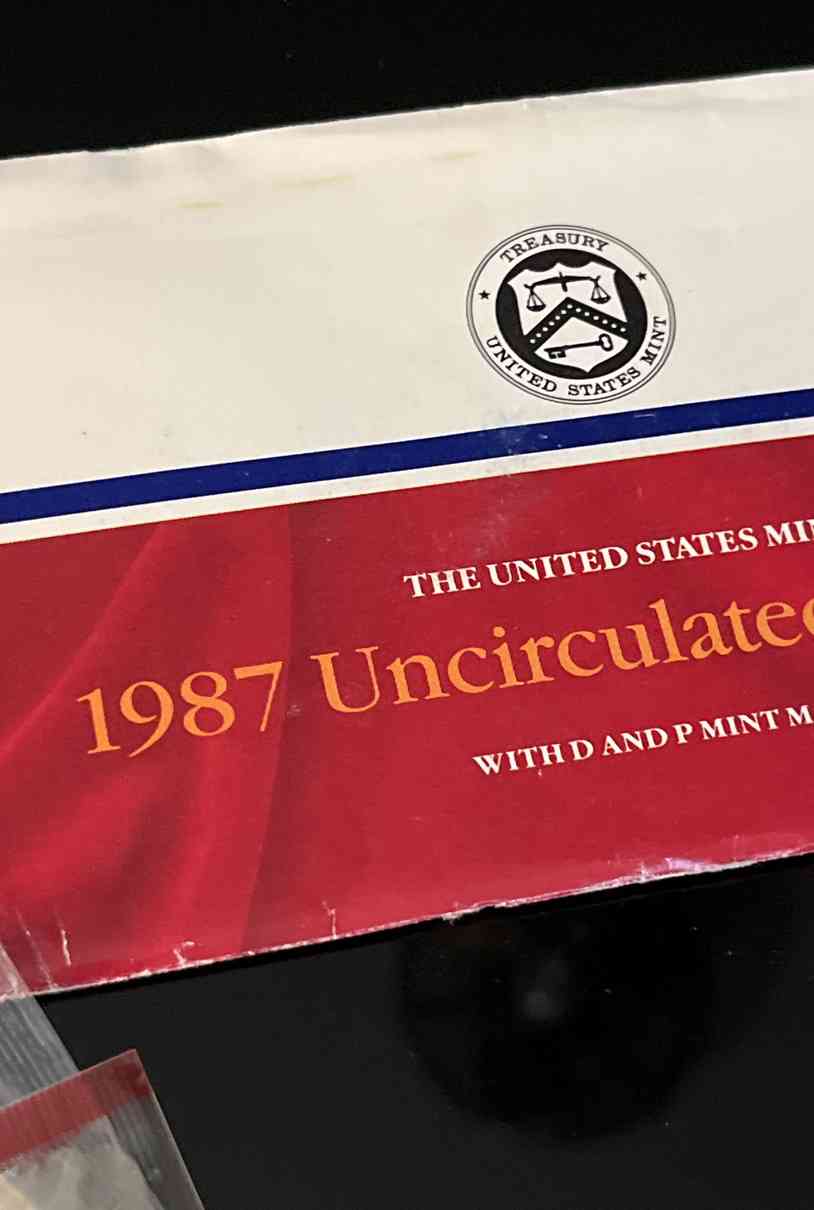 TREASURY
UNITED STATES MINT
THE UNITED STATES
1987 Uncirculated
WITH D AND P MINT